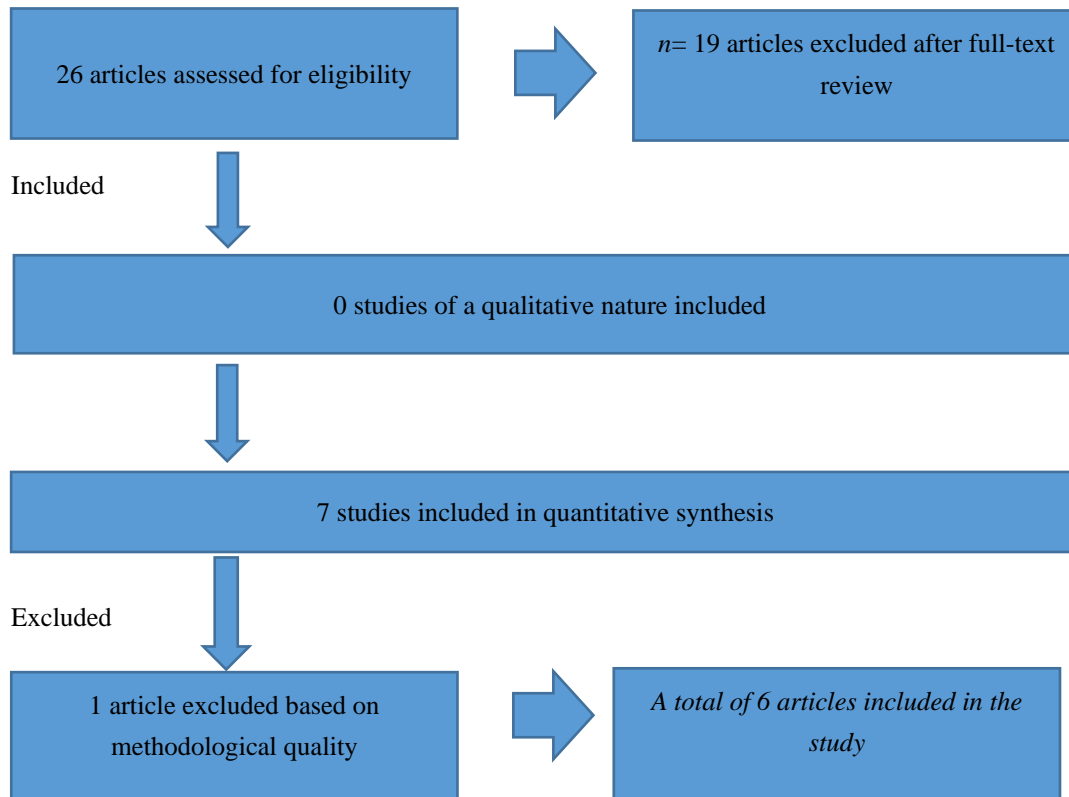 26 articles assessed for eligibility
n= 19 articles excluded after full-text
review
Included
0 studies of a qualitative nature included
7 studies included in quantitative synthesis
Excluded
1 article excluded based on
methodological quality
A total of 6 articles included in the
study